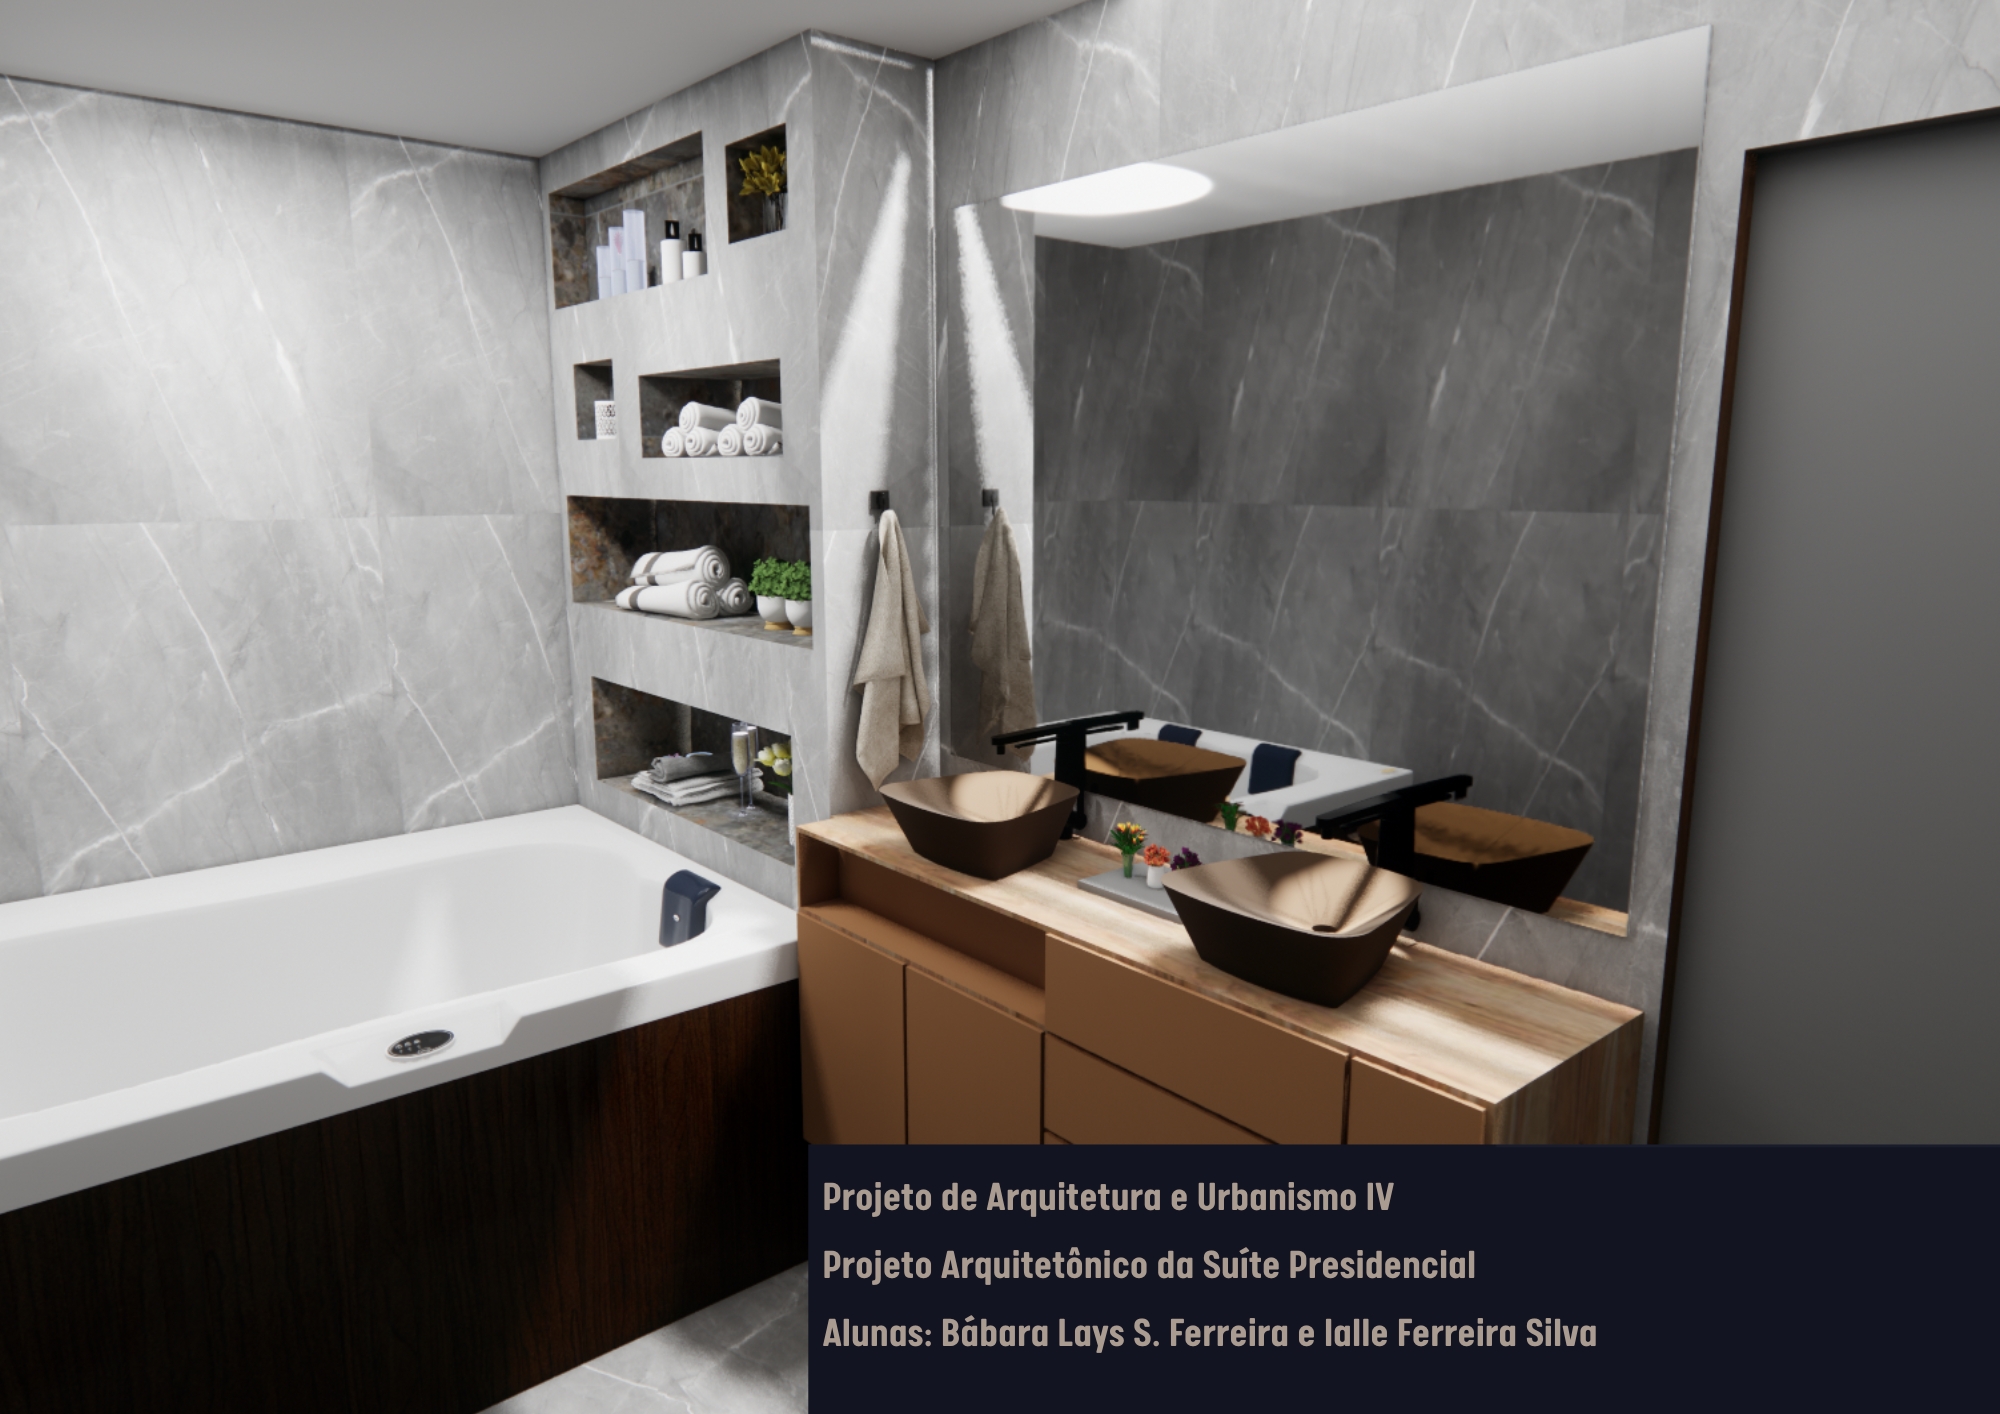 Projeto de Arquitetura e Urbanismo IV
Projeto Arquitetônico da Suíte Presidencial
Alunas: Bábara Lays S. Ferreira e Ialle Ferreira Silva